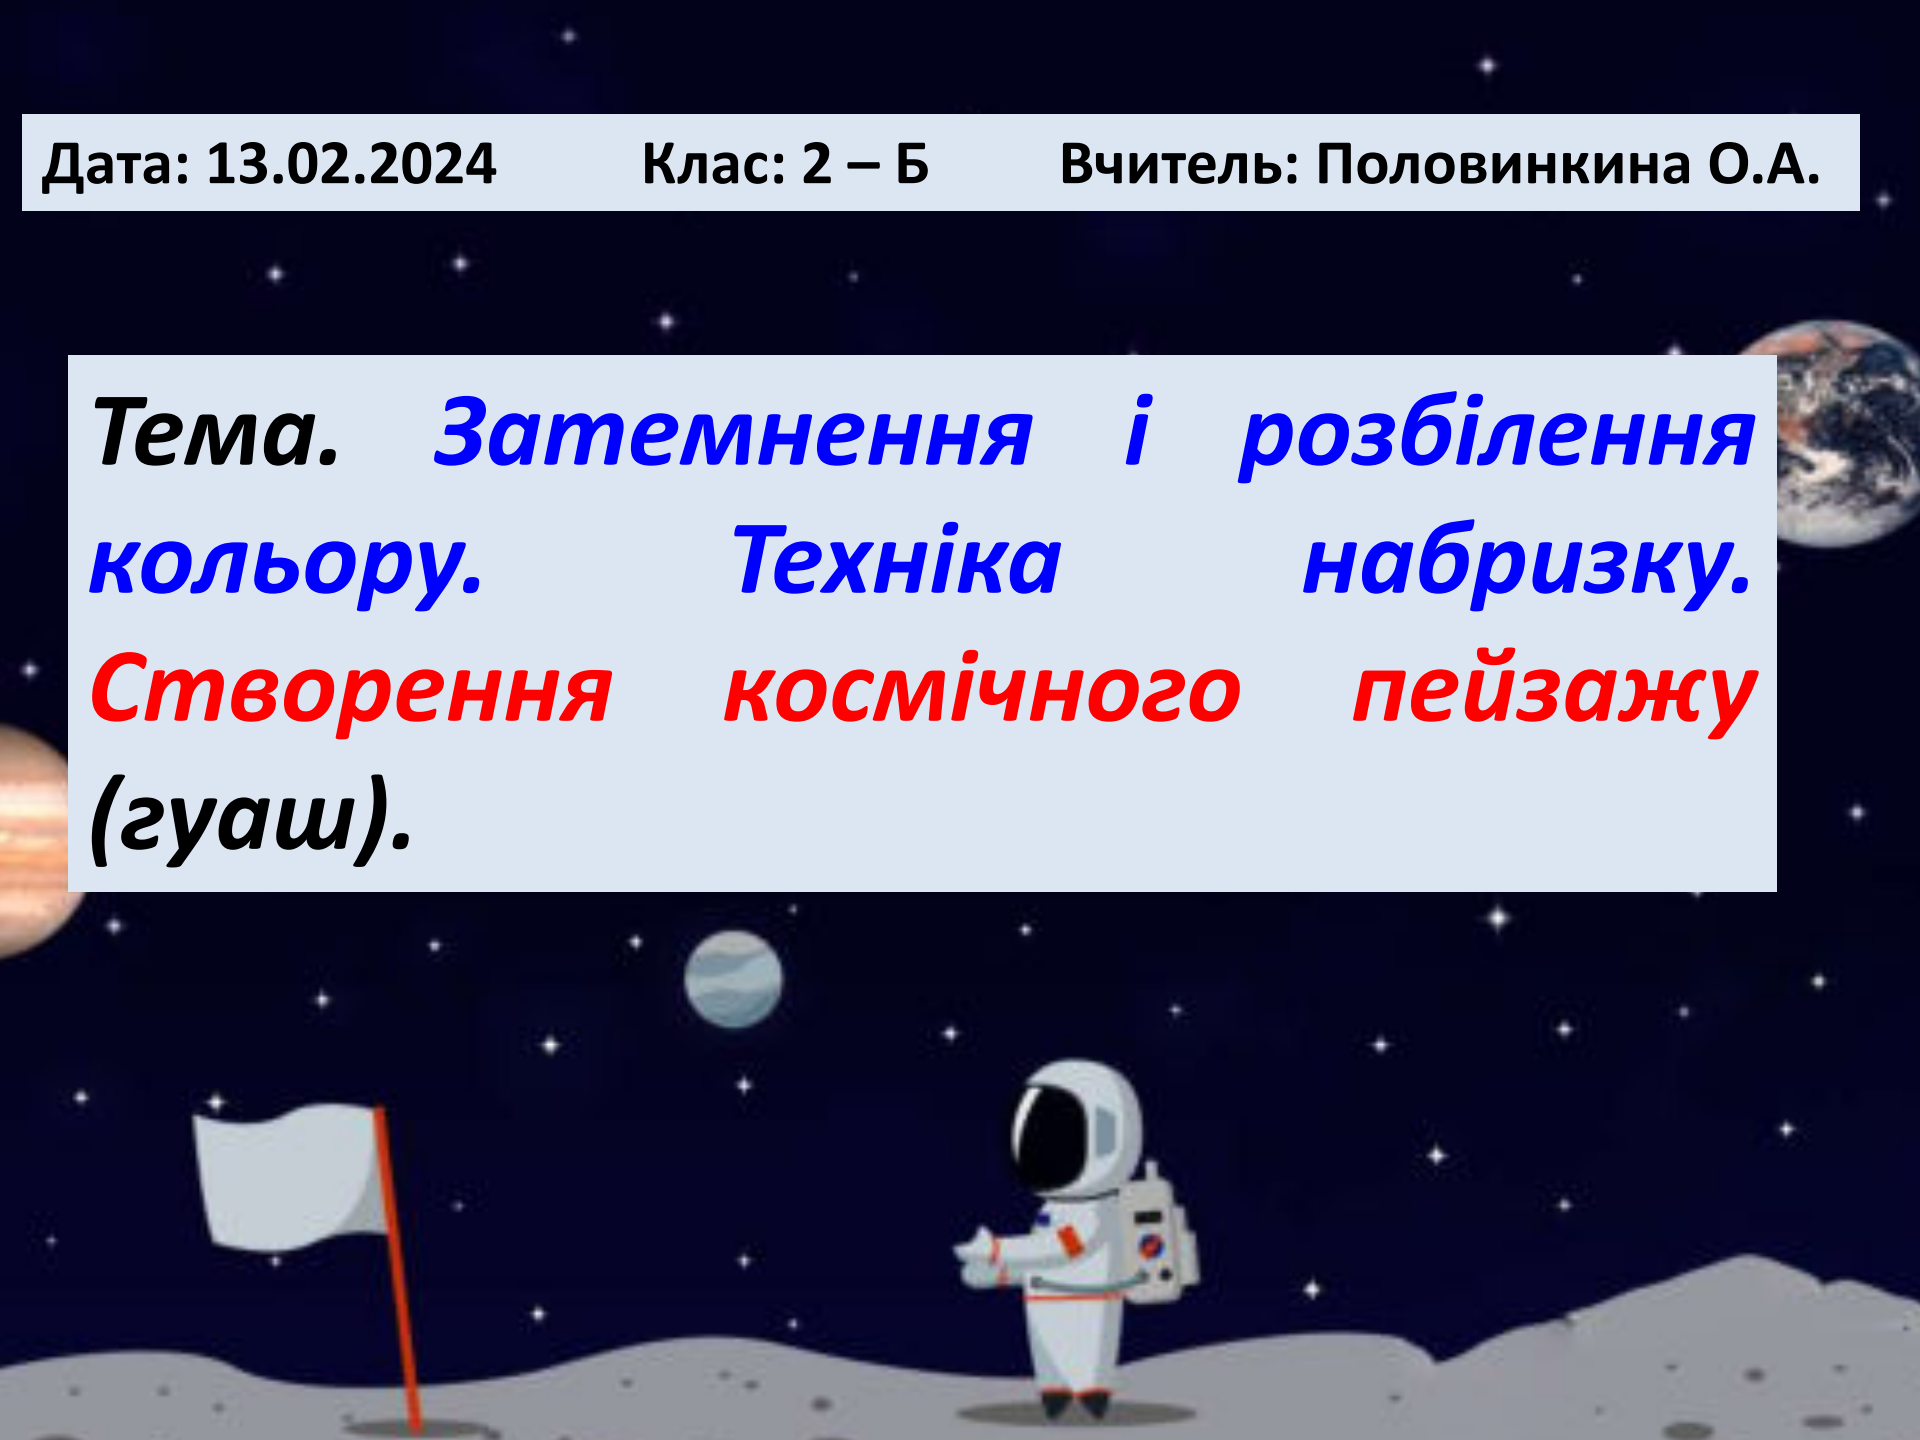 Дата: 13.02.2024 Клас: 2 – Б Вчитель: Половинкина О.А.
Тема. Затемнення і розбілення
кольору. Техніка набризку.
Створення космічного пейзажу
(гуаш).